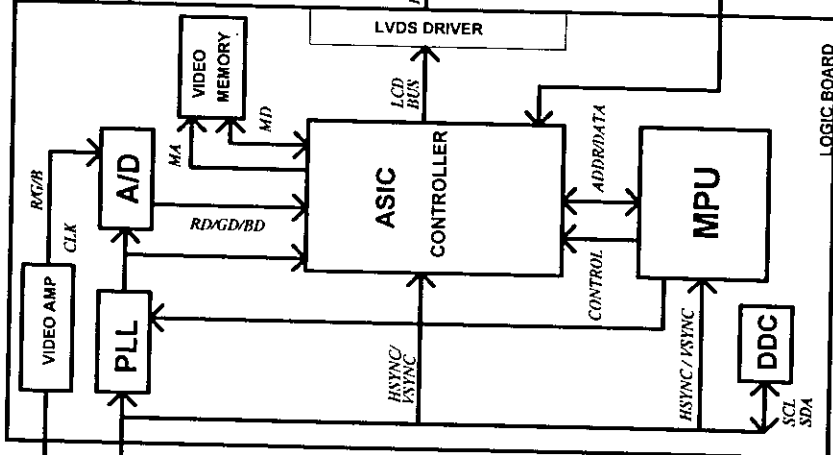 LVDS DRIVER
VIDEO
MEMORY
LCD
BUS
MA
MD
R/G/B
CLK
A/D
RD/GD/BD
ASIC
CONTROLLER
ADDR/DATA
CONTROL
MPU
LOGIC BOARD
VIDEO AMP
PLL
HSYNC/
VSYNC
HSYNC / VSYNC
DDC
SCL
SDA